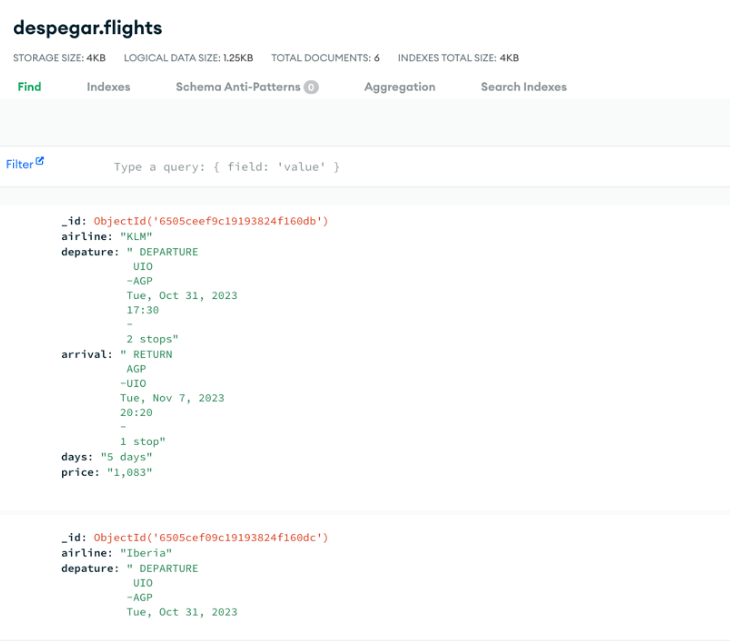 despegar.flights
STORAGE SIZE: 4KB LOGICAL DATA SIZE: 1.25KB TOTAL DOCUMENTS: 6 INDEXES TOTAL SIZE: 4KB
Find Indexes Schema Anti-Patterns 0 Aggregation Search Indexes
Filter Type a query: { field: 'value' }
_id: ObjectId('6505ceef9c19193824f160db')
airline: "KLM"
depature: " DEPARTURE
UIO
-AGP
Tue, Oct 31, 2023
17:30
-
2 stops"
arrival: " RETURN
AGP
-UIO
Tue, Nov 7, 2023
20:20
-
1 stop"
days: "5 days"
price: "1,083"
_id: ObjectId('6505cef09c19193824f160dc')
airline: "Iberia"
depature: " DEPARTURE
UIO
-AGP
Tue, Oct 31, 2023